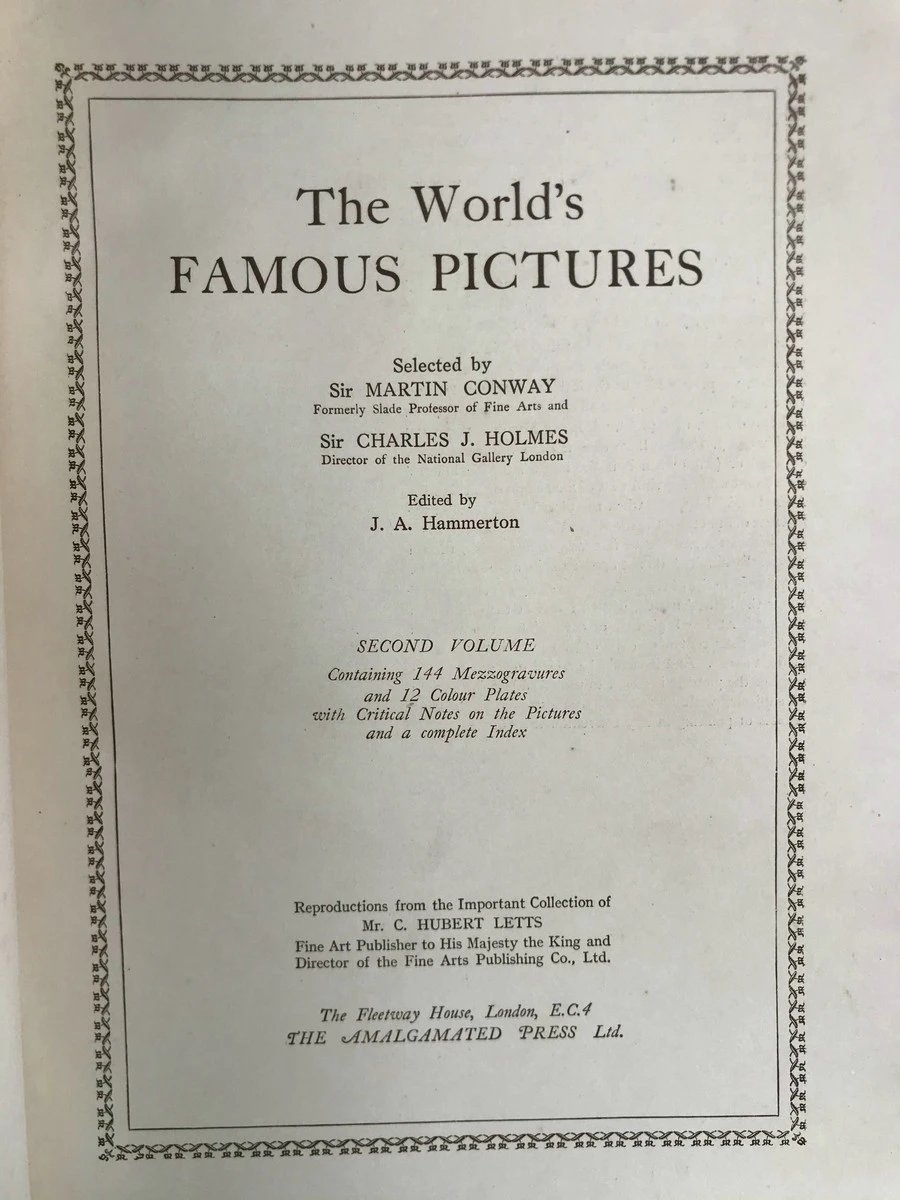 The World's
FAMOUS PICTURES
Selected by
Sir MARTIN CONWAY
Formerly Slade Professor of Fine Arts and
Sir CHARLES J. HOLMES
Director of the National Gallery London
Edited by
J. A. Hammerton
SECOND VOLUME
Containing 144 Mezzogravures
and 12 Colour Plates
with Critical Notes on the Pictures
and a complete Index
Reproductions from the Important Collection of
Mr. C. HUBERT LETTS
Fine Art Publisher to His Majesty the King and
Director of the Fine Arts Publishing Co., Ltd.
The Fleetway House, London, E.C.4
THE AMALGAMATED PRESS Ltd.